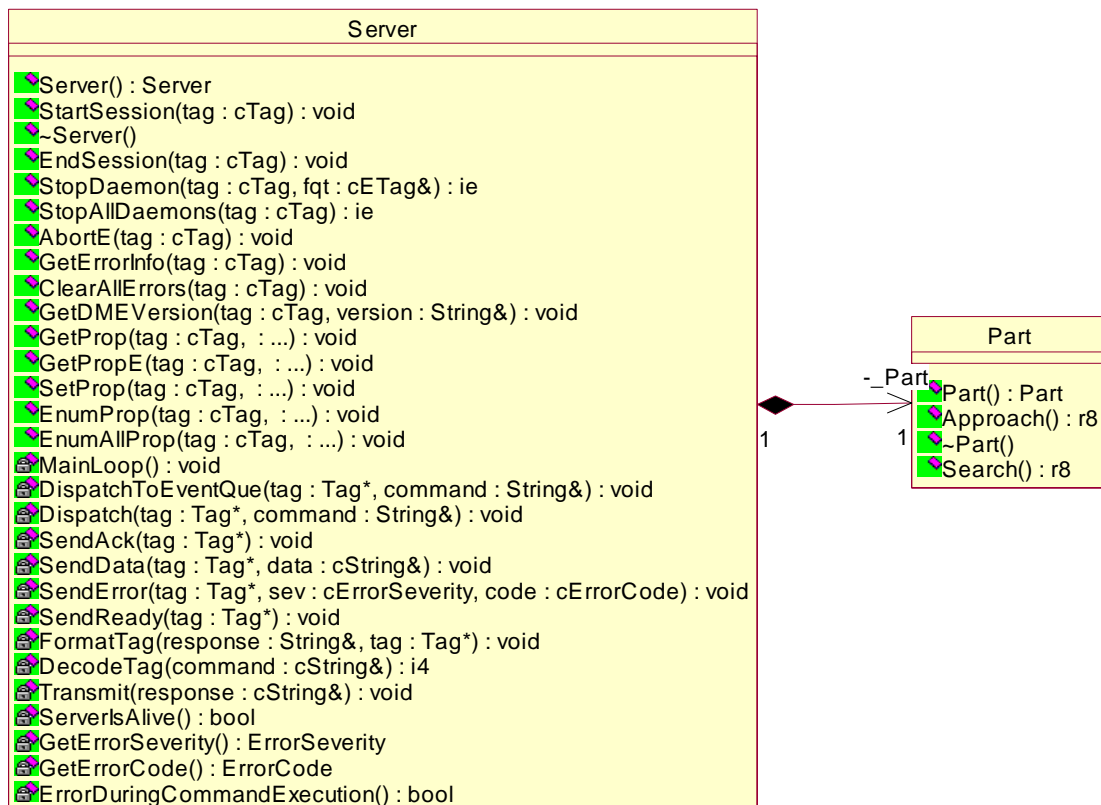 Server
Server() : Server
StartSession(tag : cTag) : void
~Server()
EndSession(tag : cTag) : void
StopDaemon(tag : cTag, fqt : cETag&) : ie
StopAllDaemons(tag : cTag) : ie
AbortE(tag : cTag) : void
GetErrorInfo(tag : cTag) : void
ClearAllErrors(tag : cTag) : void
GetDMEVersion(tag : cTag, version : String&) : void
GetProp(tag : cTag,  : ...) : void
GetPropE(tag : cTag,  : ...) : void
SetProp(tag : cTag,  : ...) : void
EnumProp(tag : cTag,  : ...) : void
EnumAllProp(tag : cTag,  : ...) : void
MainLoop() : void
DispatchToEventQue(tag : Tag*, command : String&) : void
Dispatch(tag : Tag*, command : String&) : void
SendAck(tag : Tag*) : void
SendData(tag : Tag*, data : cString&) : void
SendError(tag : Tag*, sev : cErrorSeverity, code : cErrorCode) : void
SendReady(tag : Tag*) : void
FormatTag(response : String&, tag : Tag*) : void
DecodeTag(command : cString&) : i4
Transmit(response : cString&) : void
ServerIsAlive() : bool
GetErrorSeverity() : ErrorSeverity
GetErrorCode() : ErrorCode
ErrorDuringCommandExecution() : bool
1
-_Part
1
Part
Part() : Part
Approach() : r8
~Part()
Search() : r8